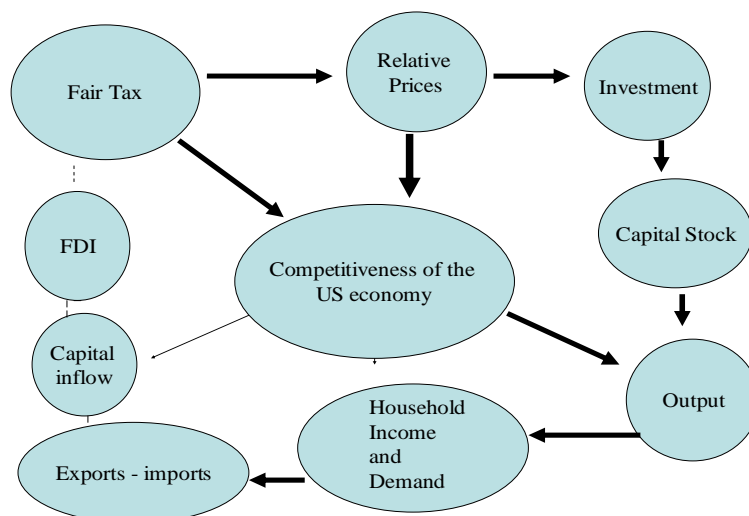 Fair Tax
Relative
Prices
Investment
FDI
Competitiveness of the
US economy
Capital Stock
Capital
inflow
Household
Income
and
Demand
Output
Exports - imports